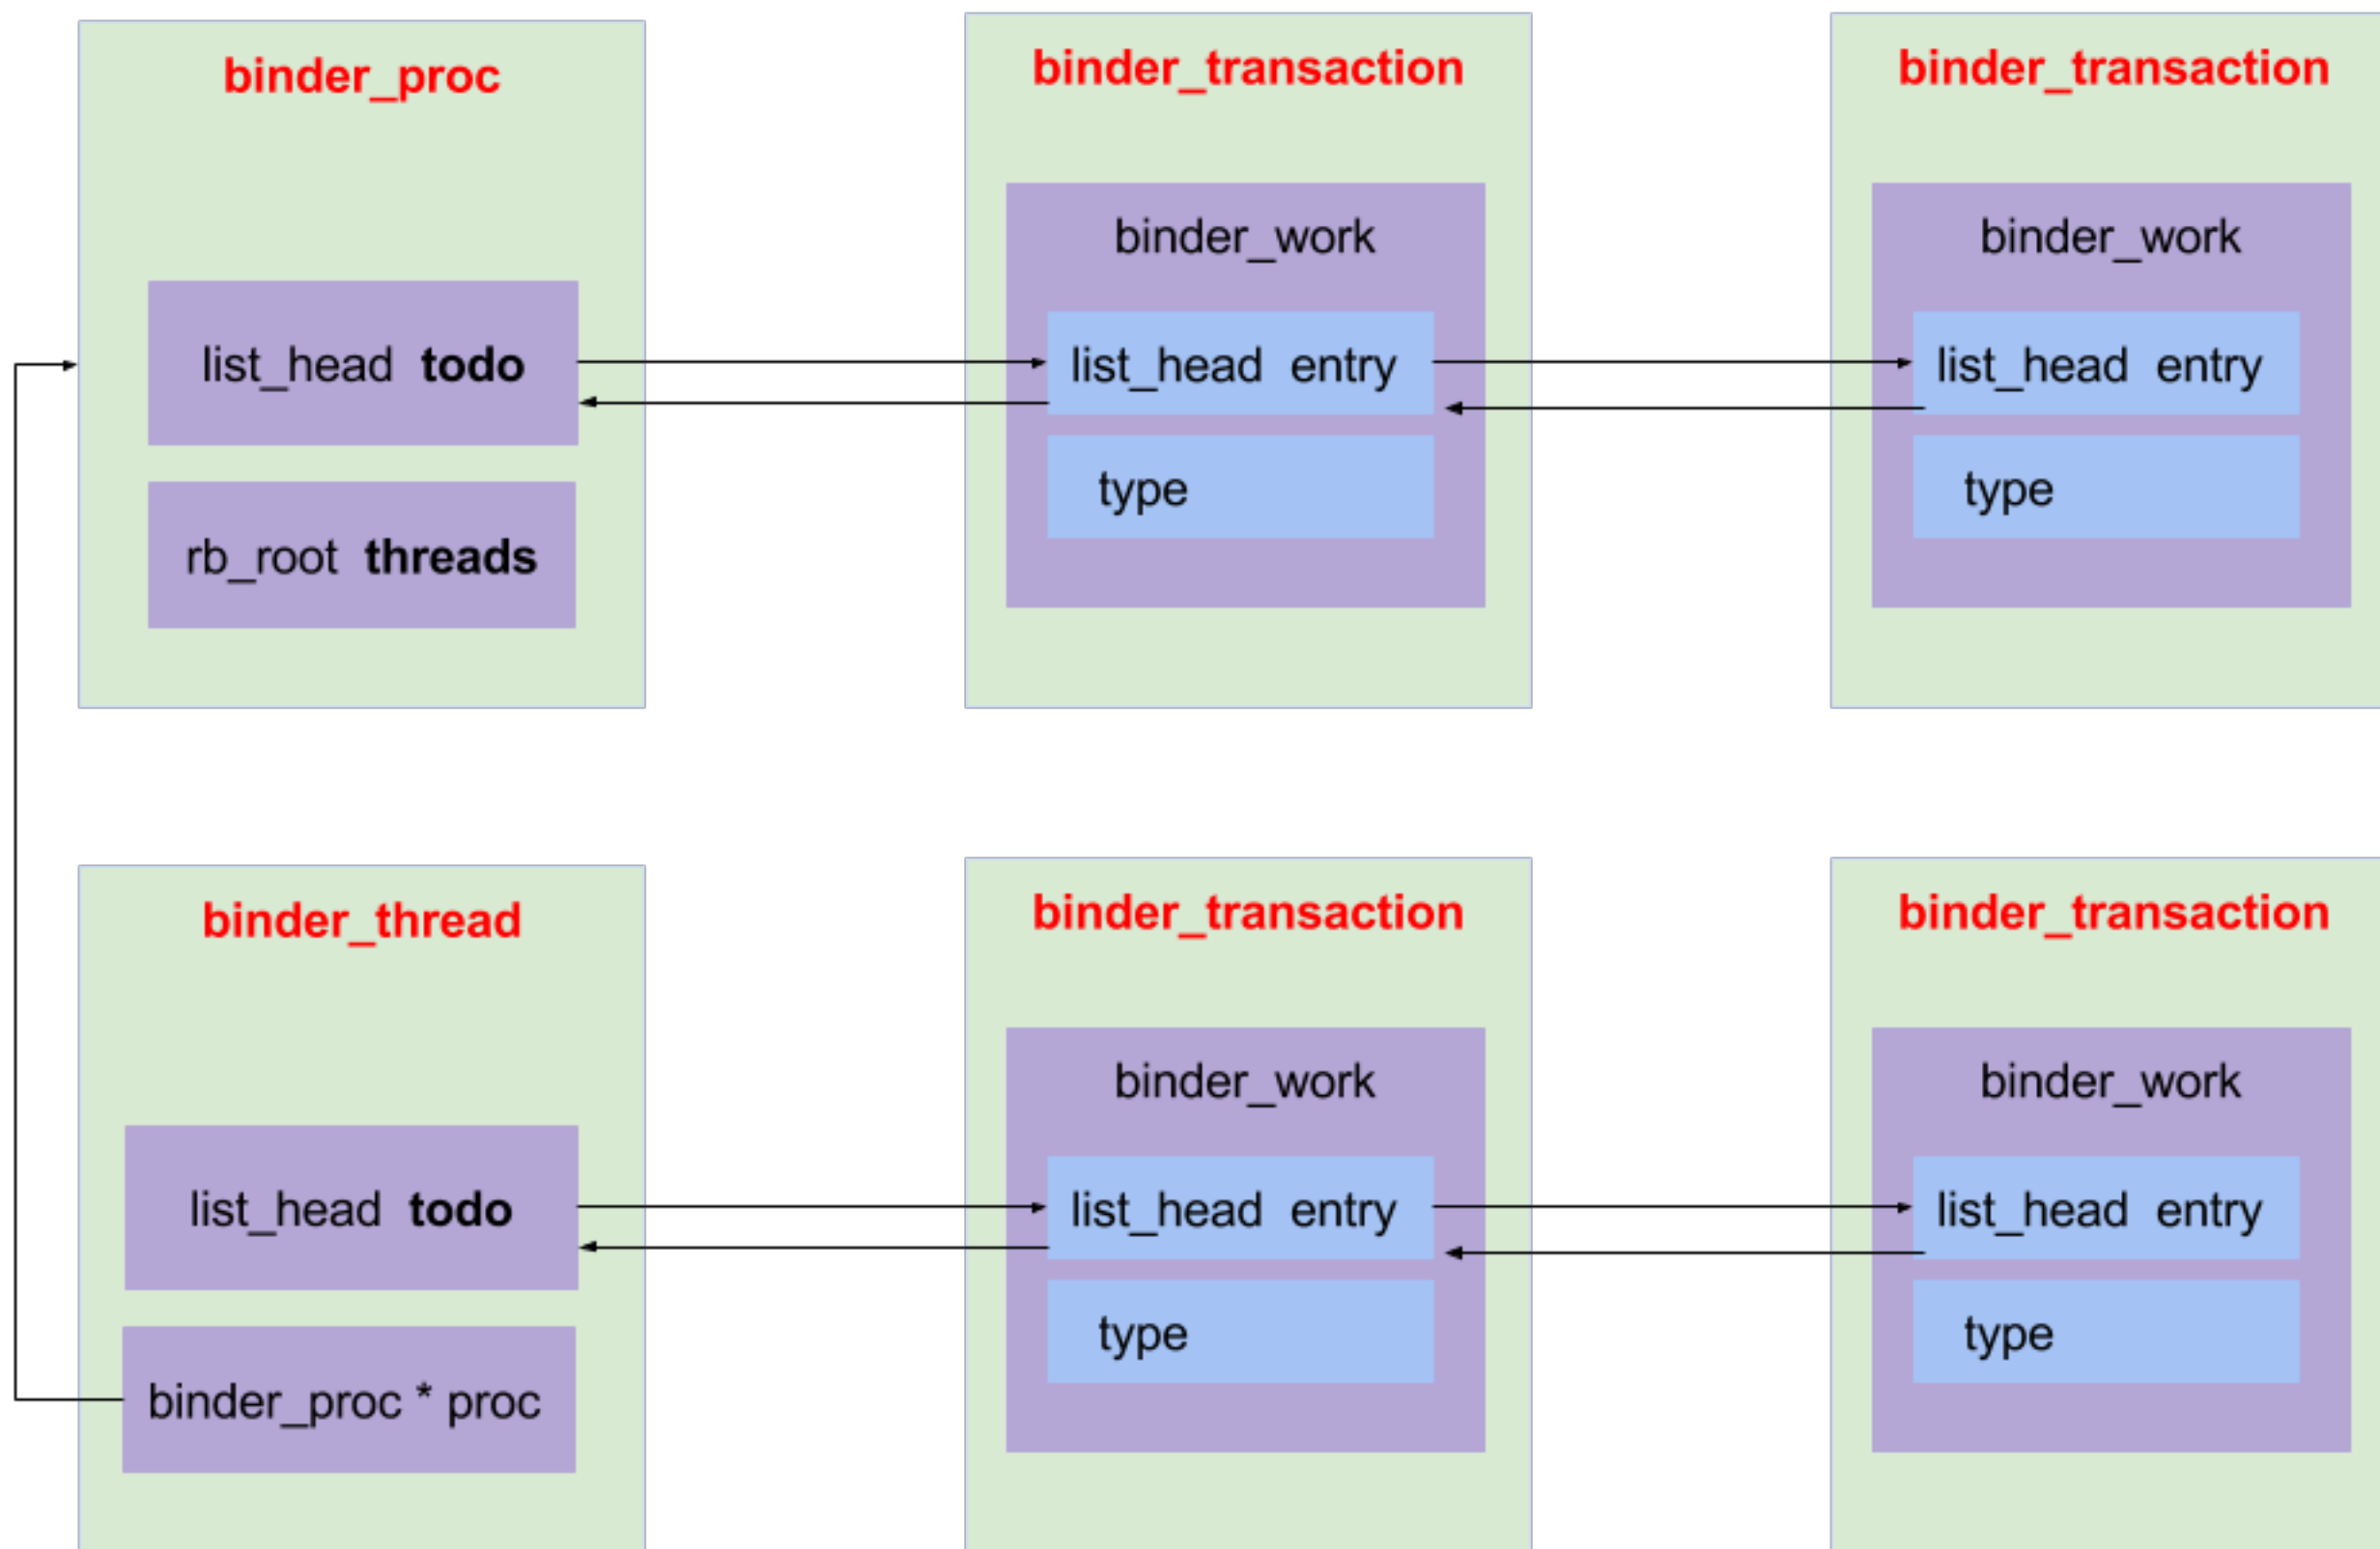 binder_proc
list_head todo
rb_root threads
binder_transaction
binder_work
list_head entry
type
binder_transaction
binder_work
list_head entry
type
binder_thread
list_head todo
binder_proc * proc
binder_transaction
binder_work
list_head entry
type
binder_transaction
binder_work
list_head entry
type